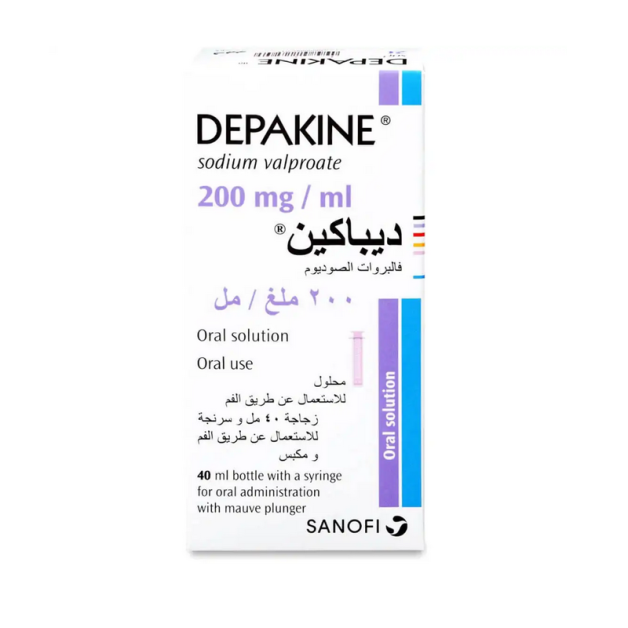 DEPAKINE
DEPAKINE®
sodium valproate
200 mg / ml
ديباكين®
فالبروات الصوديوم
٢٠٠ ملغ / مل
Oral solution
Oral use
محلول
للاستعمال عن طريق الفم
زجاجة ٤٠ مل و سرنجة
للاستعمال عن طريق الفم
و مكبس
40 ml bottle with a syringe
for oral administration
with mauve plunger
Oral solution
SANOFI